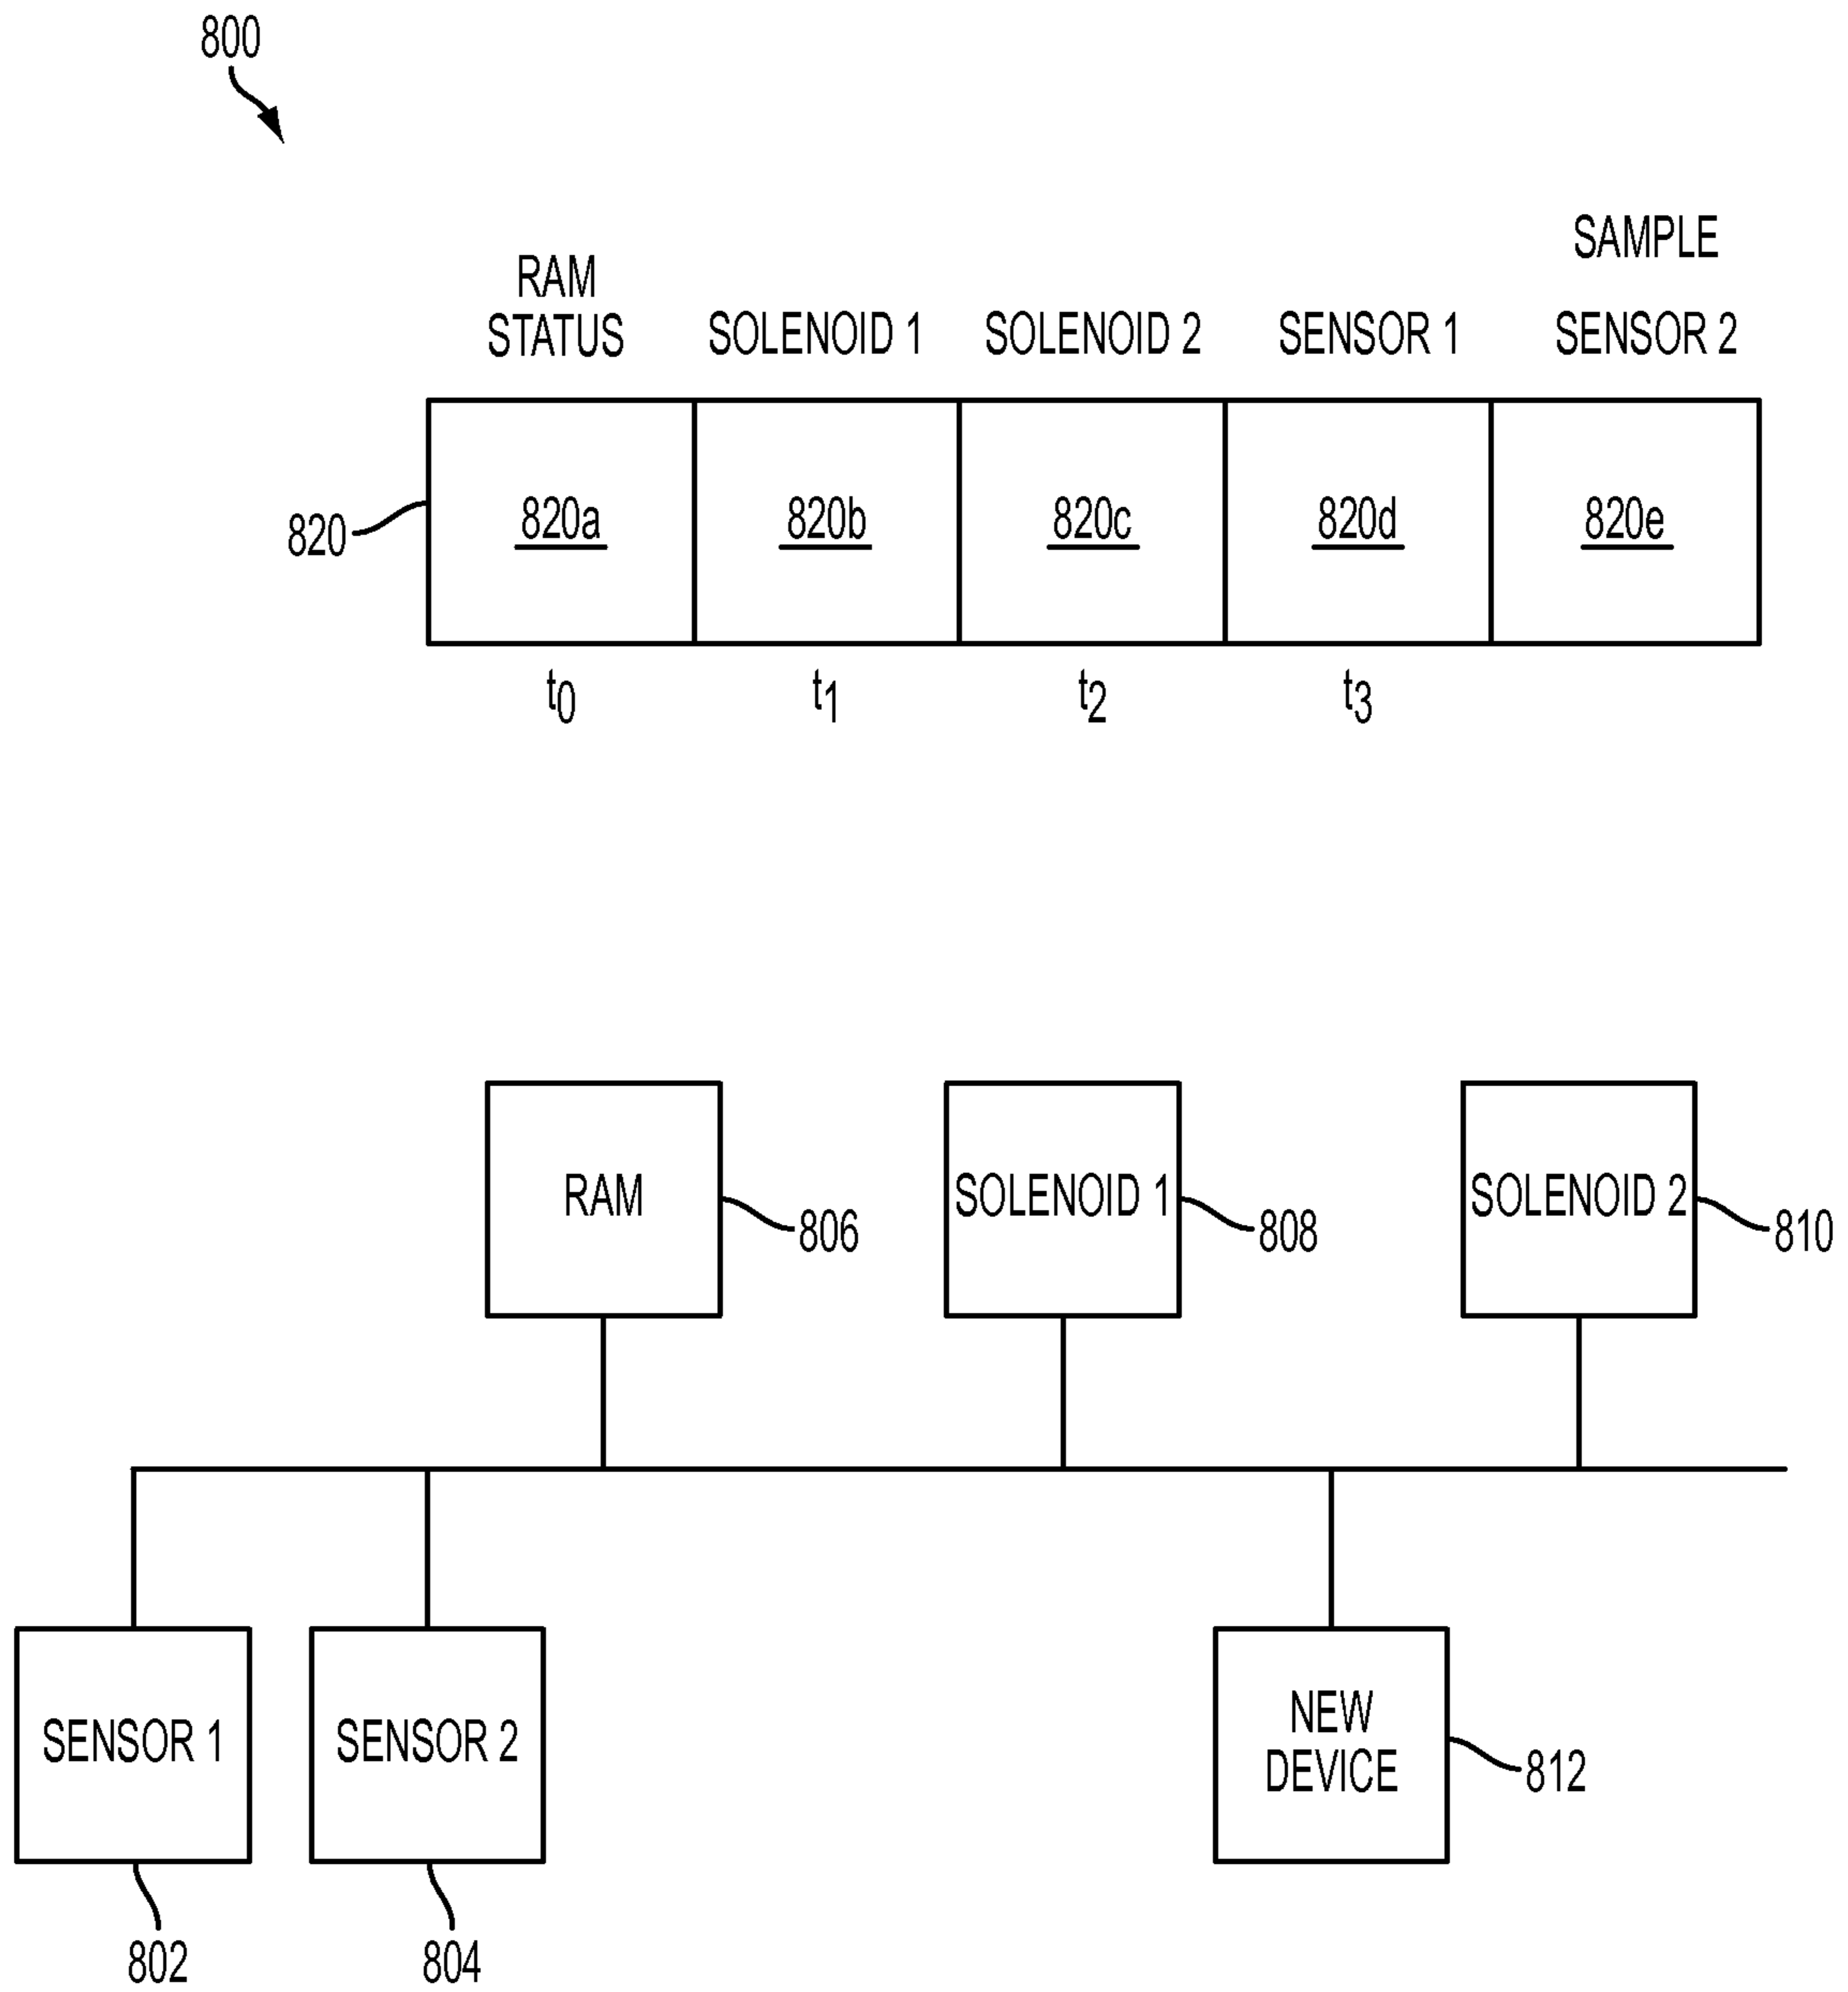 800
SAMPLE
RAM
STATUS SOLENOID 1 SOLENOID 2 SENSOR 1 SENSOR 2
820 820a 820b 820c 820d 820e
t0 t1 t2 t3
RAM SOLENOID 1 SOLENOID 2
806 808 810
SENSOR 1 SENSOR 2 NEW
DEVICE
812
802 804